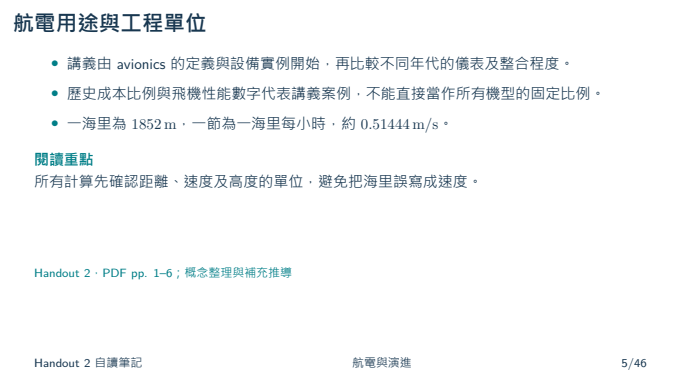 航電用途與工程單位
• 講義由 avionics 的定義與設備實例開始，再比較不同年代的儀表及整合程度。
• 歷史成本比例與飛機性能數字代表講義案例，不能直接當作所有機型的固定比例。
• 一海里為 1852 m，一節為一海里每小時，約 0.51444 m/s。
閱讀重點
所有計算先確認距離、速度及高度的單位，避免把海里誤寫成速度。
Handout 2 · PDF pp. 1–6；概念整理與補充推導
Handout 2 自讀筆記 航電與演進 5/46